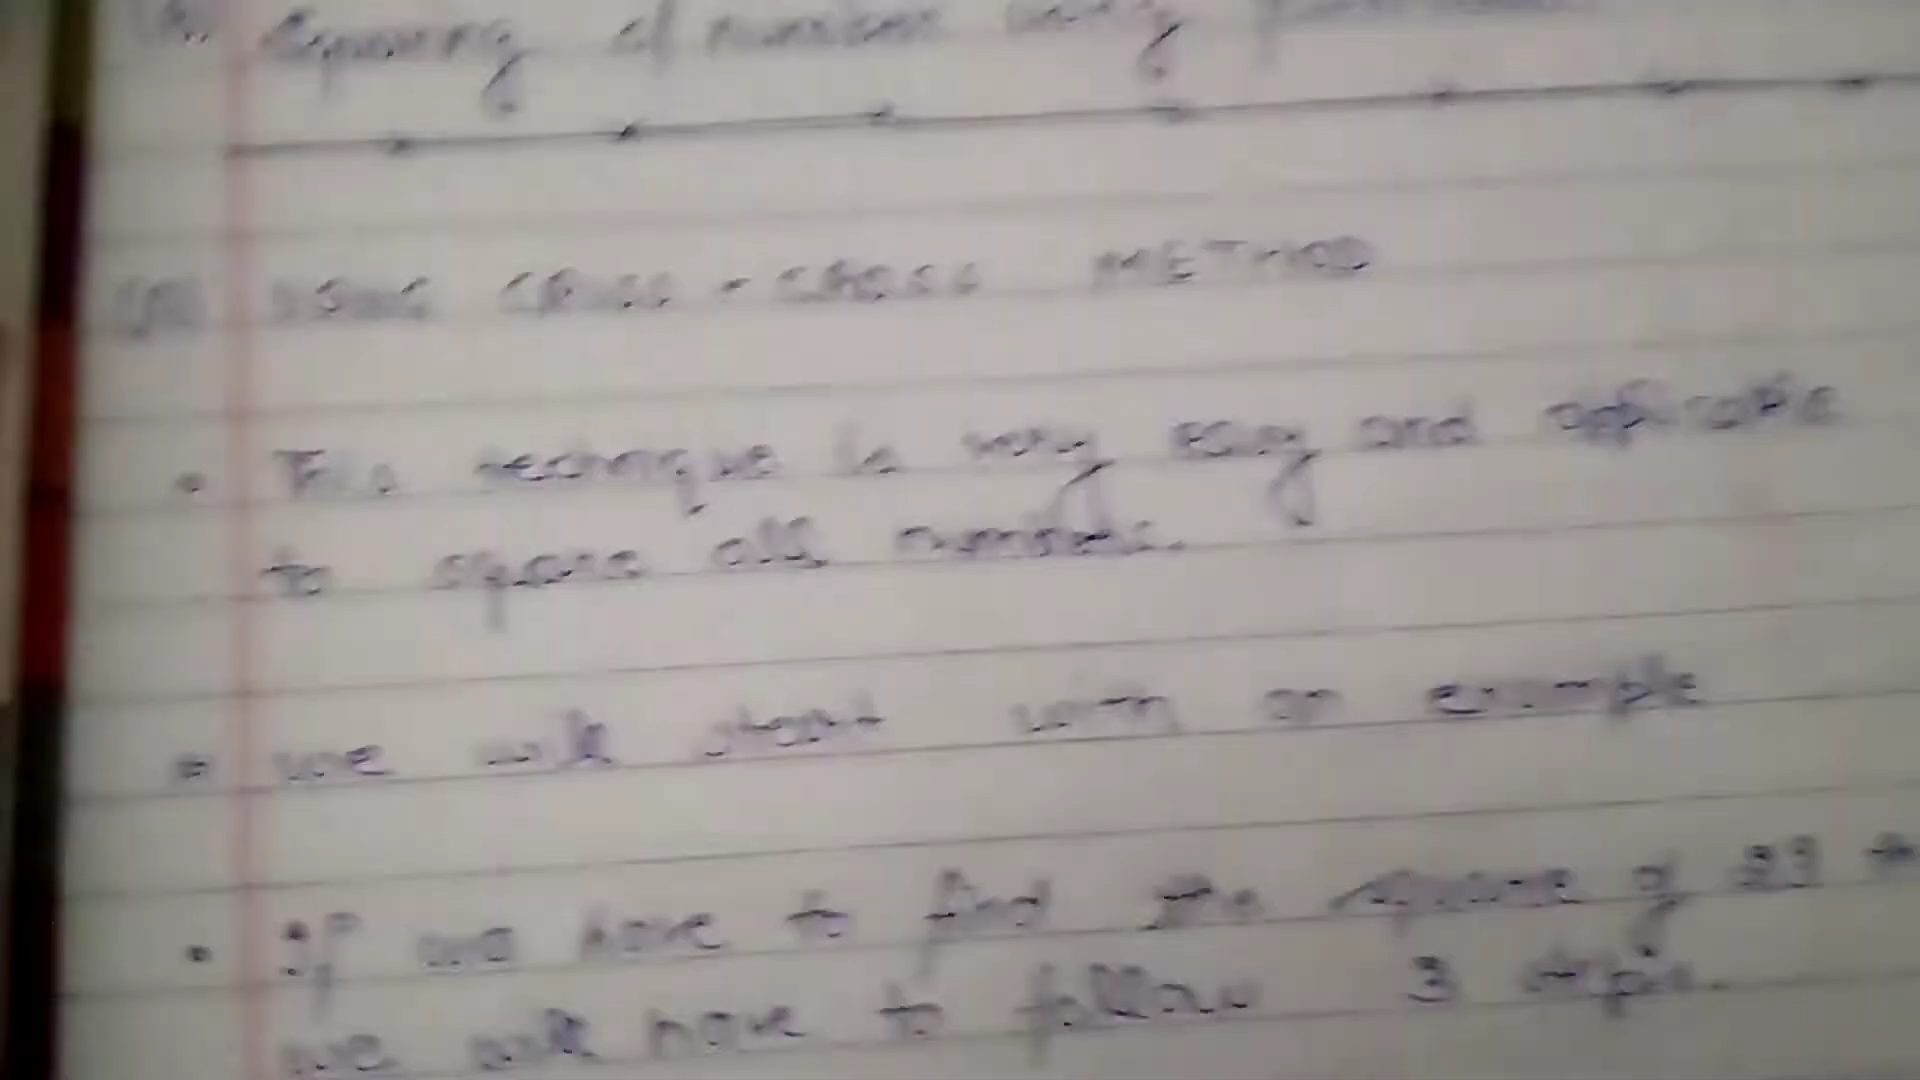 Squaring of numbers using
USING CRISS - CROSS METHOD
• This technique is very easy and applicable
to square all numbers.
• we will start with an example
• If we have to find the square of 23
we will have to follow 3 steps.